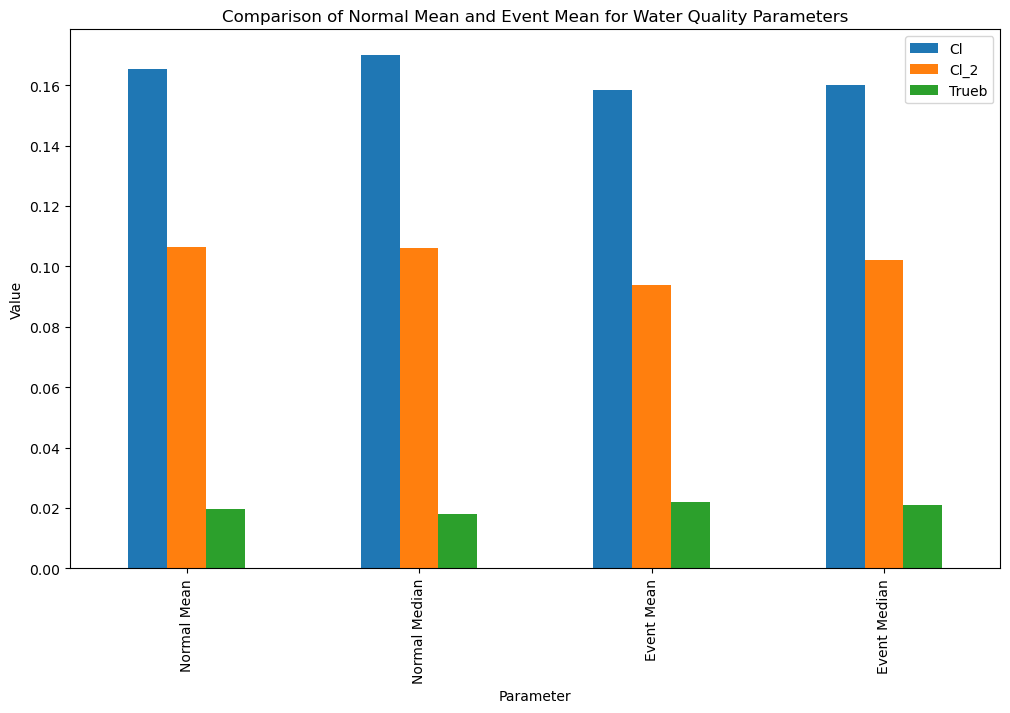 Comparison of Normal Mean and Event Mean for Water Quality Parameters
Cl
Cl_2
Trueb
Value
0.16
0.14
0.12
0.10
0.08
0.06
0.04
0.02
0.00
Normal Mean
Normal Median
Event Mean
Event Median
Parameter